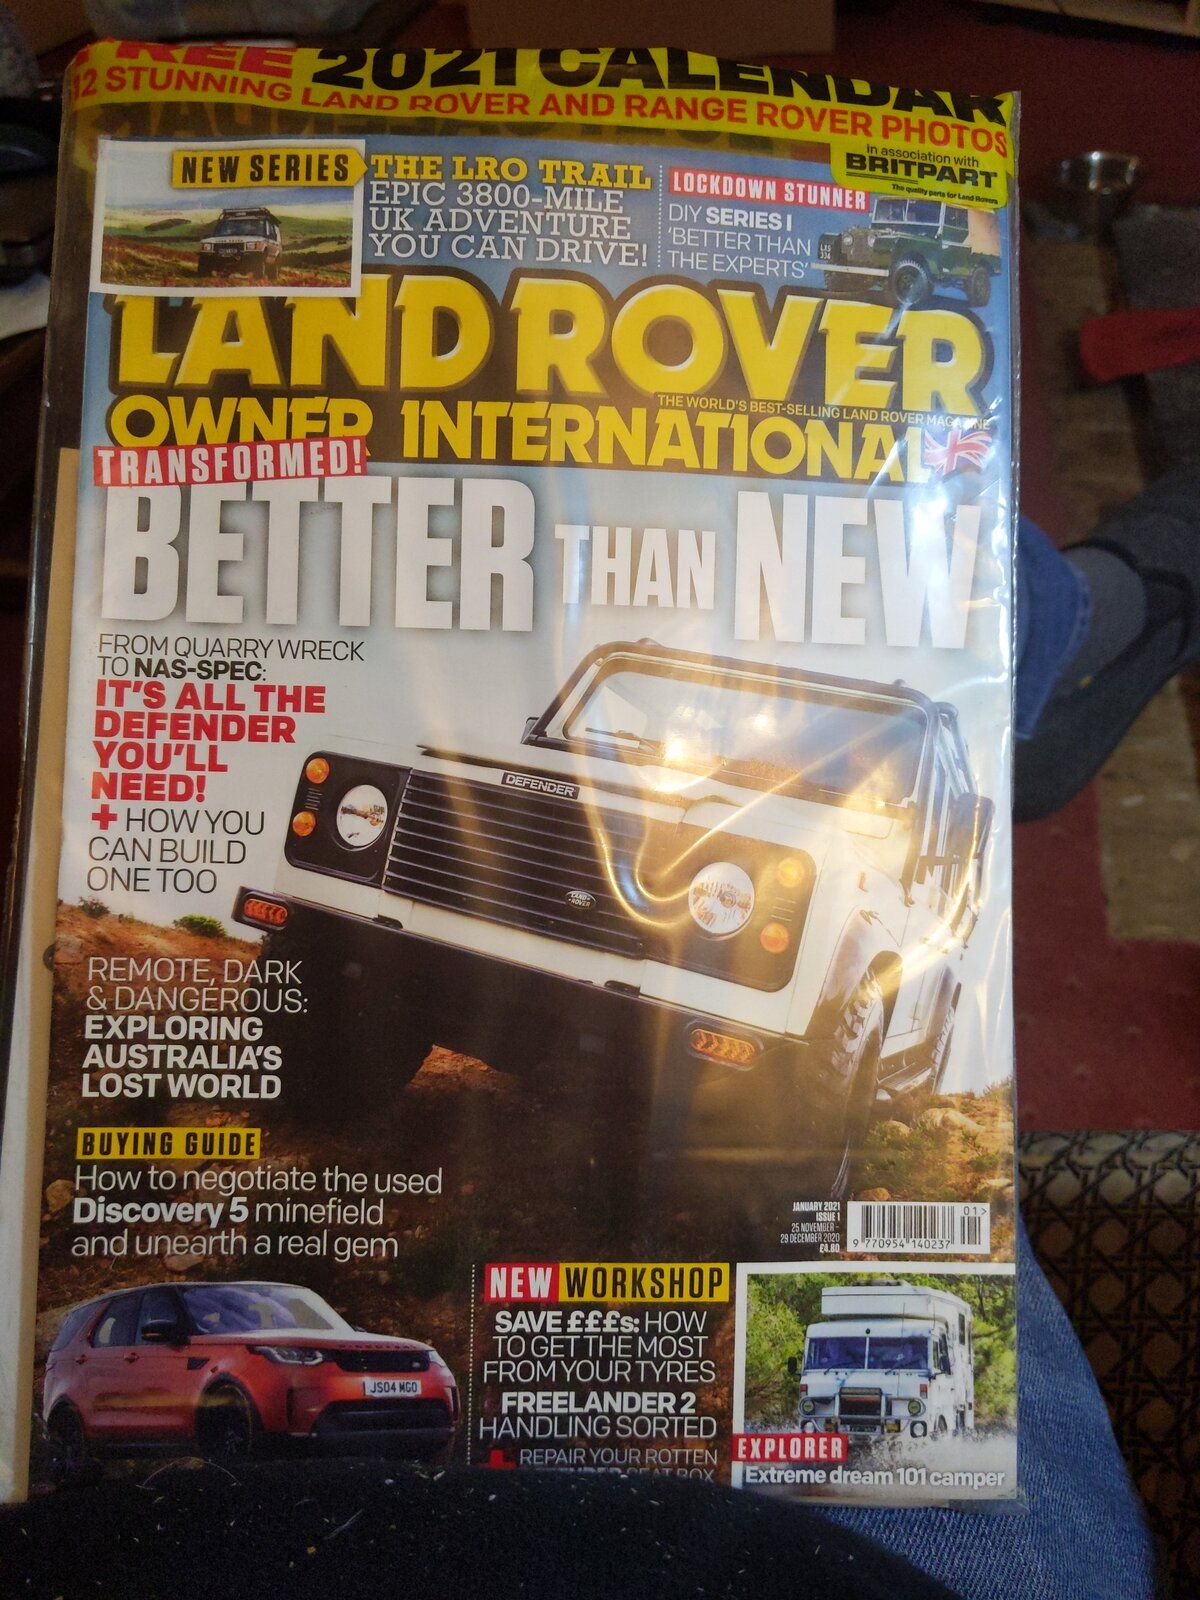 FREE 2021 CALENDAR
12 STUNNING LAND ROVER AND RANGE ROVER PHOTOS
in association with
BRITPART
The quality parts for Land Rovers
NEW SERIES
THE LRO TRAIL
EPIC 3800-MILE
UK ADVENTURE
YOU CAN DRIVE!
LOCKDOWN STUNNER
DIY SERIES I
'BETTER THAN
THE EXPERTS'
LAND ROVER
THE WORLD'S BEST-SELLING LAND ROVER MAGAZINE
OWNER INTERNATIONAL
TRANSFORMED!
BETTER THAN NEW
FROM QUARRY WRECK
TO NAS-SPEC:
IT'S ALL THE
DEFENDER
YOU'LL
NEED!
+ HOW YOU
CAN BUILD
ONE TOO
DEFENDER
LAND-
ROVER
REMOTE, DARK
& DANGEROUS:
EXPLORING
AUSTRALIA'S
LOST WORLD
BUYING GUIDE
How to negotiate the used
Discovery 5 minefield
and unearth a real gem
JS04 MGO
JANUARY 2021
ISSUE 1
25 NOVEMBER -
29 DECEMBER 2020
£4.80
01>
9 770954 140237
NEW WORKSHOP
SAVE £££s: HOW
TO GET THE MOST
FROM YOUR TYRES
FREELANDER 2
HANDLING SORTED
+ REPAIR YOUR ROTTEN
SEAT BOX
EXPLORER
Extreme dream 101 camper